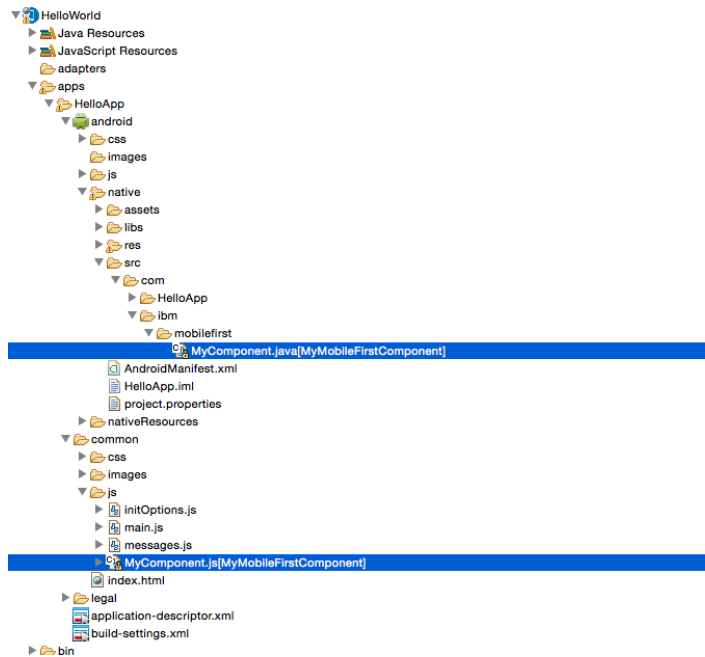 HelloWorld
Java Resources
JavaScript Resources
adapters
apps
HelloApp
android
css
images
js
native
assets
libs
res
src
com
HelloApp
ibm
mobilefirst
MyComponent.java[MyMobileFirstComponent]
AndroidManifest.xml
HelloApp.iml
project.properties
nativeResources
common
css
images
js
initOptions.js
main.js
messages.js
MyComponent.js[MyMobileFirstComponent]
index.html
legal
application-descriptor.xml
build-settings.xml
bin